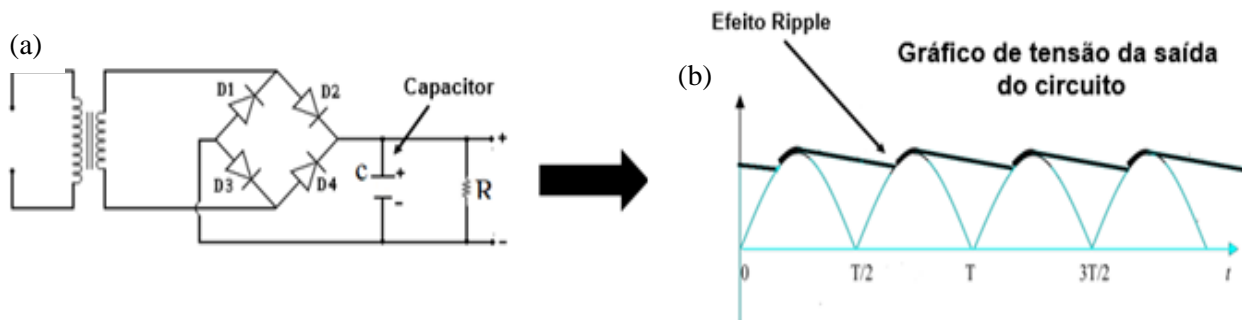 (a)
D1
D2
D3
D4
Capacitor
C
+
-
R
+
-
Efeito Ripple
(b)
Gráfico de tensão da saída
do circuito
0
T/2
T
3T/2
t